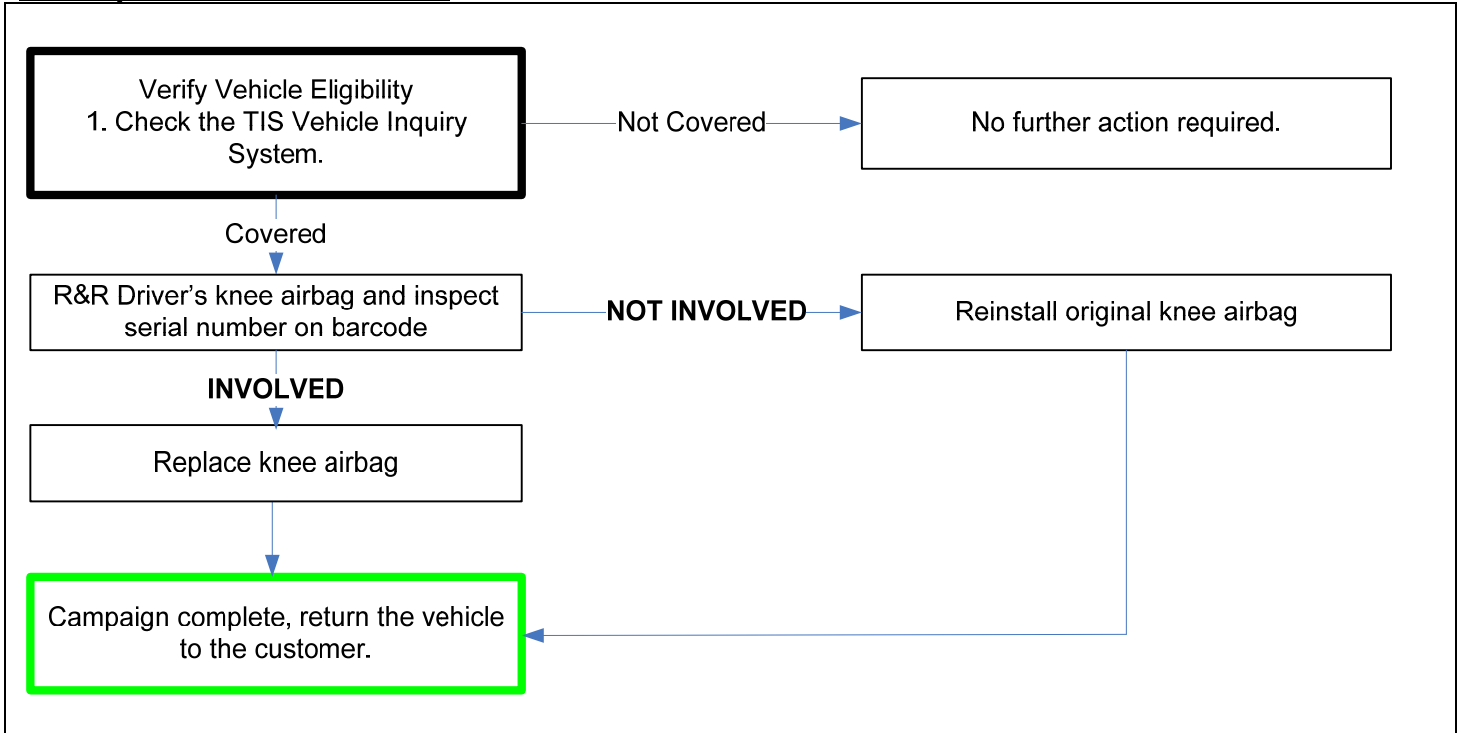 Verify Vehicle Eligibility
1. Check the TIS Vehicle Inquiry
System.
Not Covered
No further action required.
Covered
R&R Driver's knee airbag and inspect
serial number on barcode
NOT INVOLVED
Reinstall original knee airbag
INVOLVED
Replace knee airbag
Campaign complete, return the vehicle
to the customer.